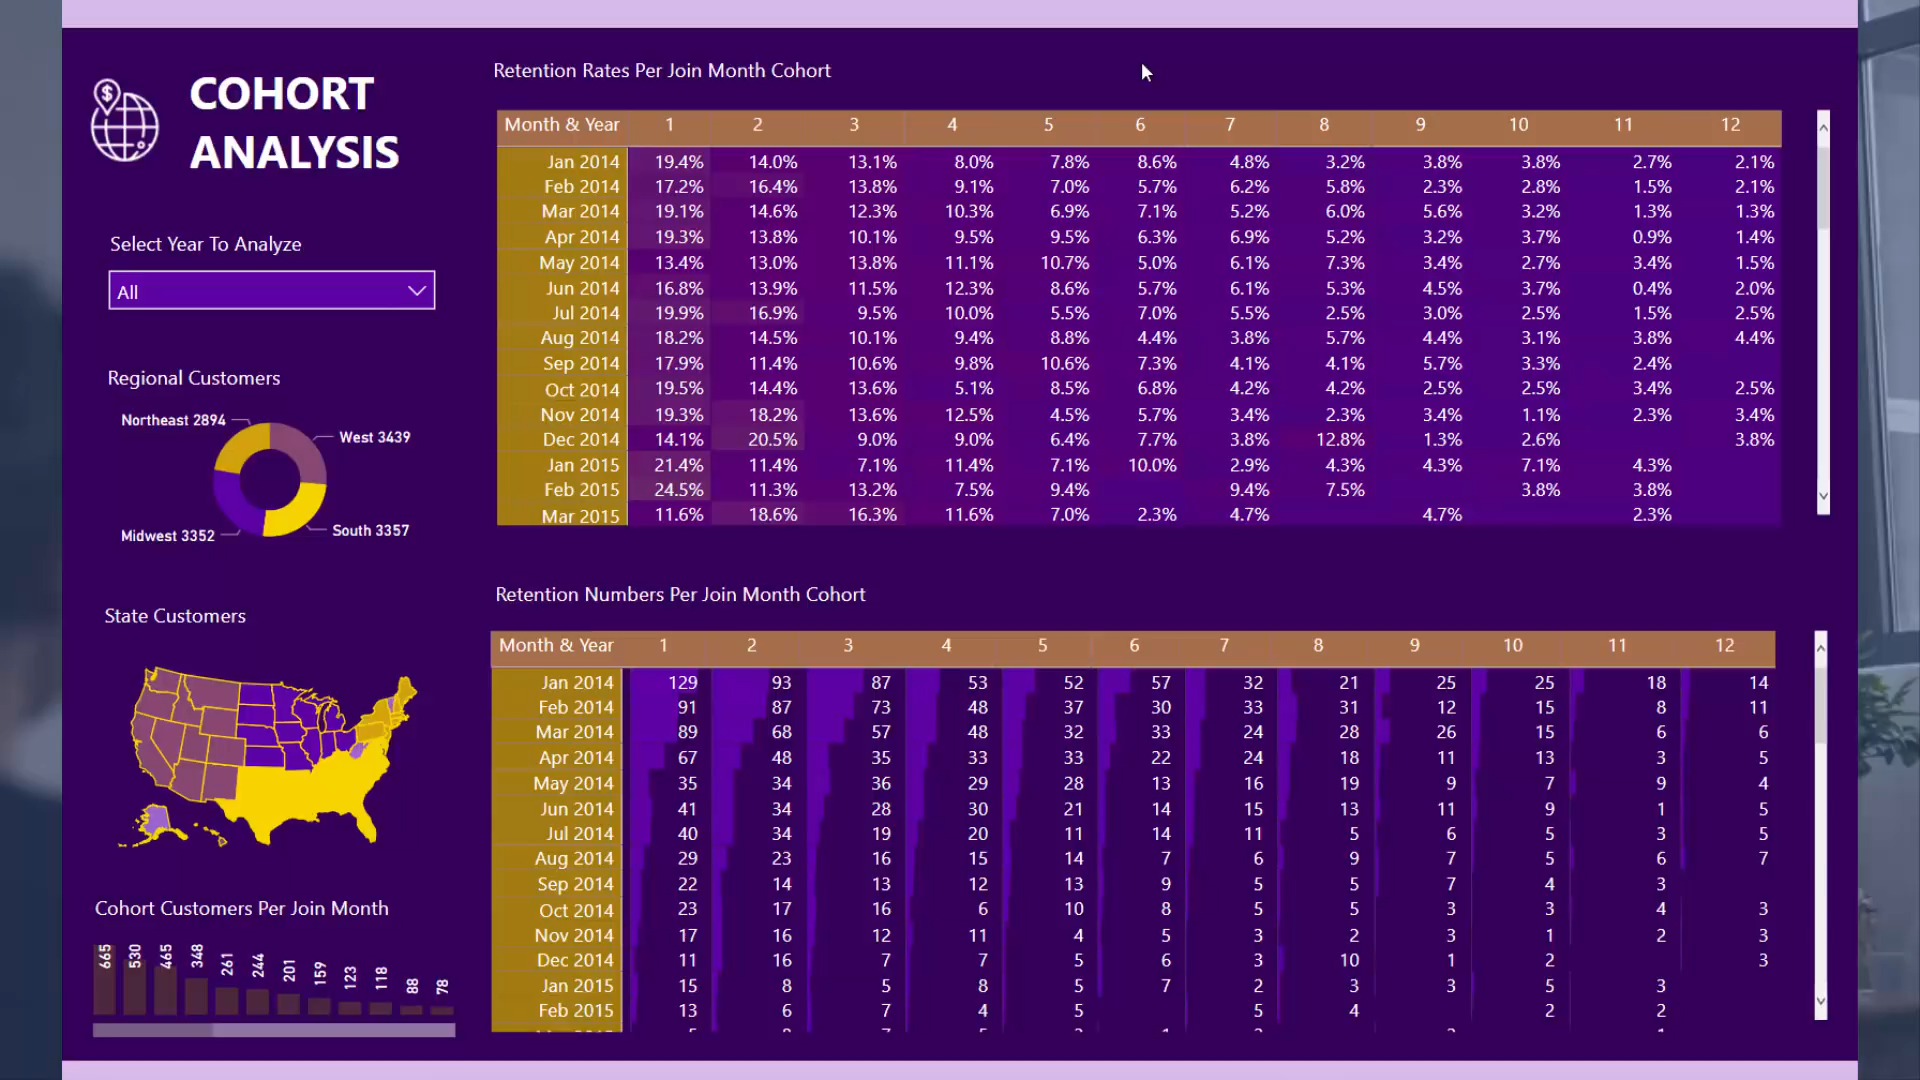 COHORT
ANALYSIS
Select Year To Analyze
All
Regional Customers
Northeast 2894
West 3439
Midwest 3352
South 3357
State Customers
Cohort Customers Per Join Month
665 530 465 348 261 244 201 159 123 118 88 78
Retention Rates Per Join Month Cohort
Month & Year 1 2 3 4 5 6 7 8 9 10 11 12
Jan 2014 19.4% 14.0% 13.1% 8.0% 7.8% 8.6% 4.8% 3.2% 3.8% 3.8% 2.7% 2.1%
Feb 2014 17.2% 16.4% 13.8% 9.1% 7.0% 5.7% 6.2% 5.8% 2.3% 2.8% 1.5% 2.1%
Mar 2014 19.1% 14.6% 12.3% 10.3% 6.9% 7.1% 5.2% 6.0% 5.6% 3.2% 1.3% 1.3%
Apr 2014 19.3% 13.8% 10.1% 9.5% 9.5% 6.3% 6.9% 5.2% 3.2% 3.7% 0.9% 1.4%
May 2014 13.4% 13.0% 13.8% 11.1% 10.7% 5.0% 6.1% 7.3% 3.4% 2.7% 3.4% 1.5%
Jun 2014 16.8% 13.9% 11.5% 12.3% 8.6% 5.7% 6.1% 5.3% 4.5% 3.7% 0.4% 2.0%
Jul 2014 19.9% 16.9% 9.5% 10.0% 5.5% 7.0% 5.5% 2.5% 3.0% 2.5% 1.5% 2.5%
Aug 2014 18.2% 14.5% 10.1% 9.4% 8.8% 4.4% 3.8% 5.7% 4.4% 3.1% 3.8% 4.4%
Sep 2014 17.9% 11.4% 10.6% 9.8% 10.6% 7.3% 4.1% 4.1% 5.7% 3.3% 2.4%
Oct 2014 19.5% 14.4% 13.6% 5.1% 8.5% 6.8% 4.2% 4.2% 2.5% 2.5% 3.4% 2.5%
Nov 2014 19.3% 18.2% 13.6% 12.5% 4.5% 5.7% 3.4% 2.3% 3.4% 1.1% 2.3% 3.4%
Dec 2014 14.1% 20.5% 9.0% 9.0% 6.4% 7.7% 3.8% 12.8% 1.3% 2.6% 3.8%
Jan 2015 21.4% 11.4% 7.1% 11.4% 7.1% 10.0% 2.9% 4.3% 4.3% 7.1% 4.3%
Feb 2015 24.5% 11.3% 13.2% 7.5% 9.4% 9.4% 7.5% 3.8% 3.8%
Mar 2015 11.6% 18.6% 16.3% 11.6% 7.0% 2.3% 4.7% 4.7% 2.3%
Retention Numbers Per Join Month Cohort
Month & Year 1 2 3 4 5 6 7 8 9 10 11 12
Jan 2014 129 93 87 53 52 57 32 21 25 25 18 14
Feb 2014 91 87 73 48 37 30 33 31 12 15 8 11
Mar 2014 89 68 57 48 32 33 24 28 26 15 6 6
Apr 2014 67 48 35 33 33 22 24 18 11 13 3 5
May 2014 35 34 36 29 28 13 16 19 9 7 9 4
Jun 2014 41 34 28 30 21 14 15 13 11 9 1 5
Jul 2014 40 34 19 20 11 14 11 5 6 5 3 5
Aug 2014 29 23 16 15 14 7 6 9 7 5 6 7
Sep 2014 22 14 13 12 13 9 5 5 7 4 3
Oct 2014 23 17 16 6 10 8 5 5 3 3 4 3
Nov 2014 17 16 12 11 4 5 3 2 3 1 2 3
Dec 2014 11 16 7 7 5 6 3 10 1 2 3
Jan 2015 15 8 5 8 5 7 2 3 3 5 3
Feb 2015 13 6 7 4 5 5 4 2 2